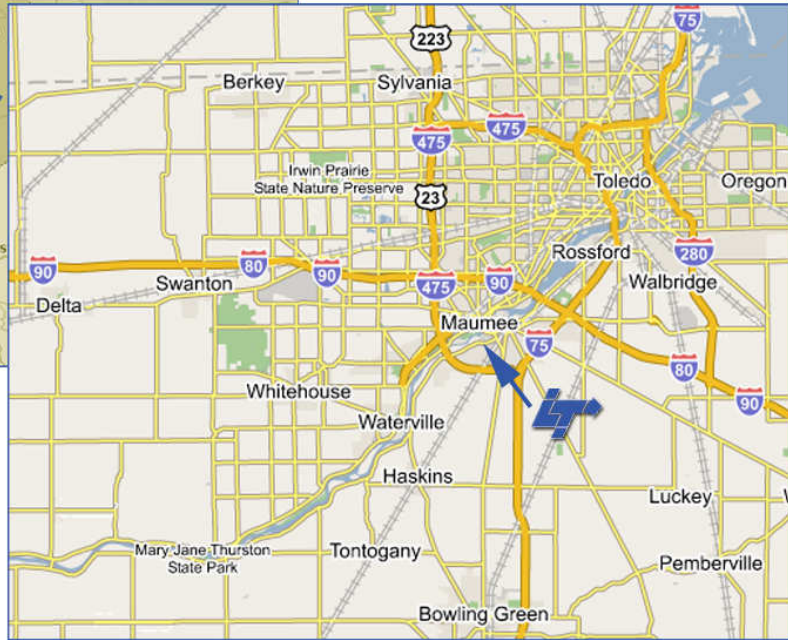 75
223
Berkey
Sylvania
475
475
Irwin Prairie
State Nature Preserve
23
Toledo
Oregon
Rossford
280
90
80
90
475
90
Swanton
Walbridge
Delta
Maumee
75
80
Whitehouse
90
LT
Waterville
Haskins
Luckey
Mary Jane Thurston
State Park
Tontogany
Pemberville
Bowling Green